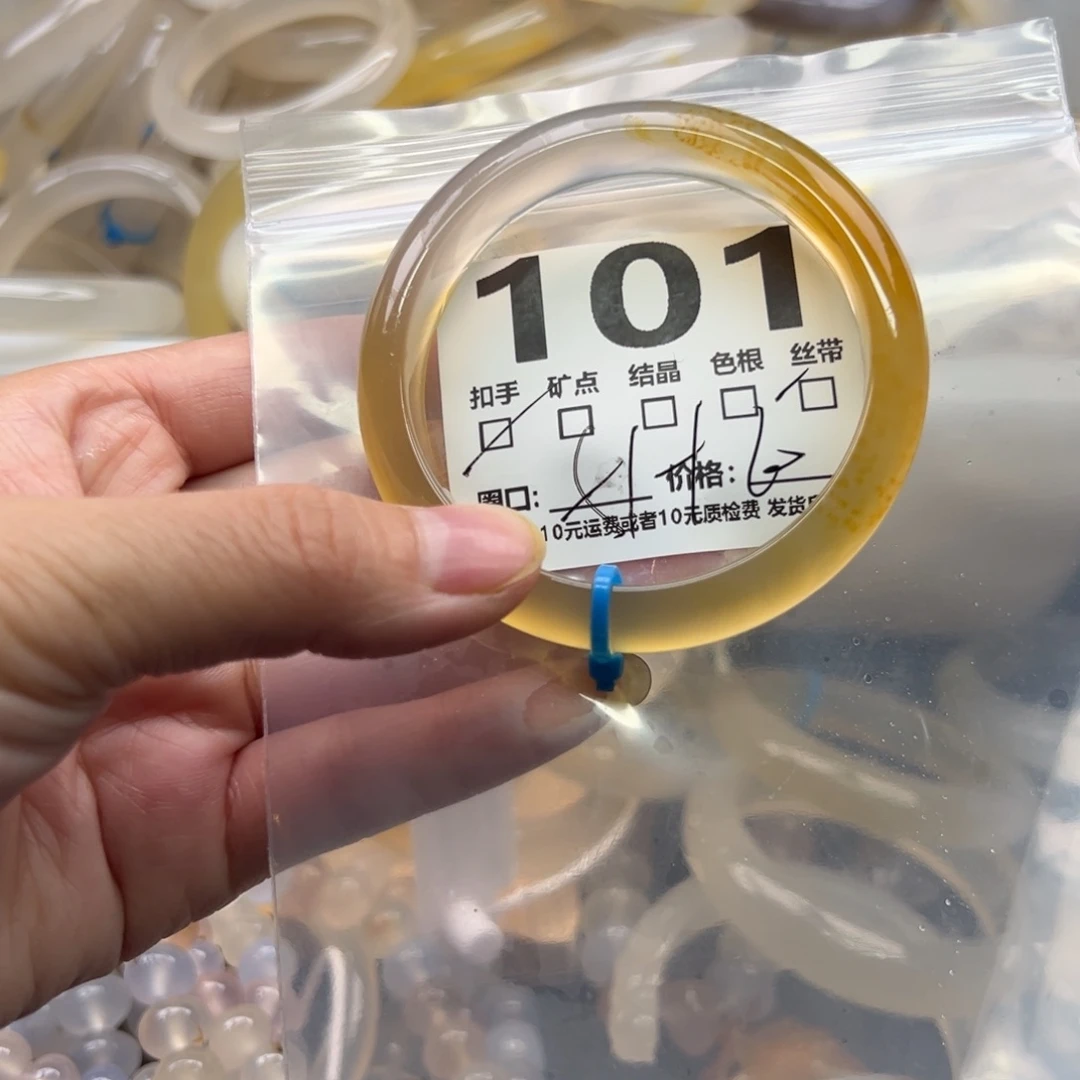 101
扣手 矿点 结晶 色根 丝带
圈口: 价格:
10元运费或者10元质检费 发货